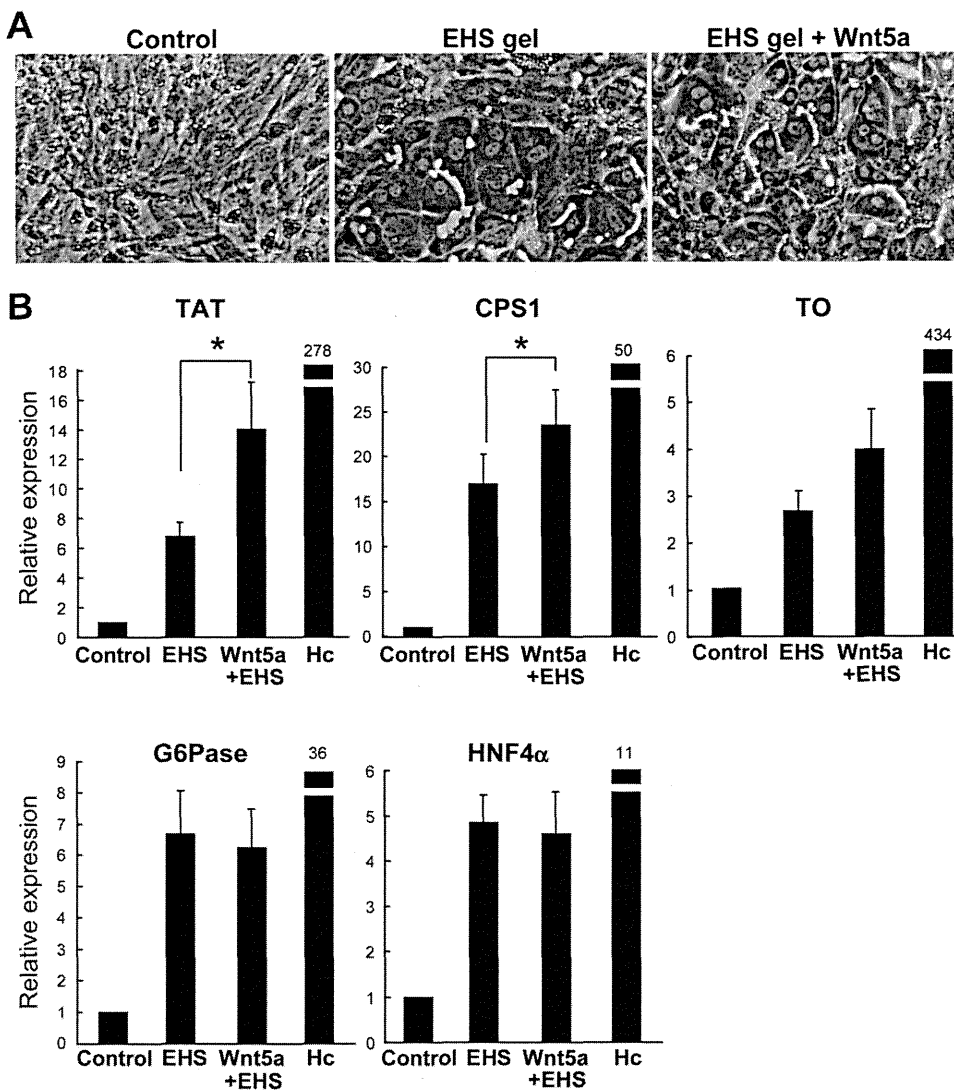 A
Control
EHS gel
EHS gel + Wnt5a
B
TAT
CPS1
TO
Relative expression
18
16
14
12
10
8
6
4
2
0
*
278
Control
EHS
Wnt5a
+EHS
Hc
30
25
20
15
10
5
0
*
50
Control
EHS
Wnt5a
+EHS
Hc
6
5
4
3
2
1
0
434
Control
EHS
Wnt5a
+EHS
Hc
G6Pase
HNF4α
Relative expression
9
8
7
6
5
4
3
2
1
0
36
Control
EHS
Wnt5a
+EHS
Hc
6
5
4
3
2
1
0
11
Control
EHS
Wnt5a
+EHS
Hc